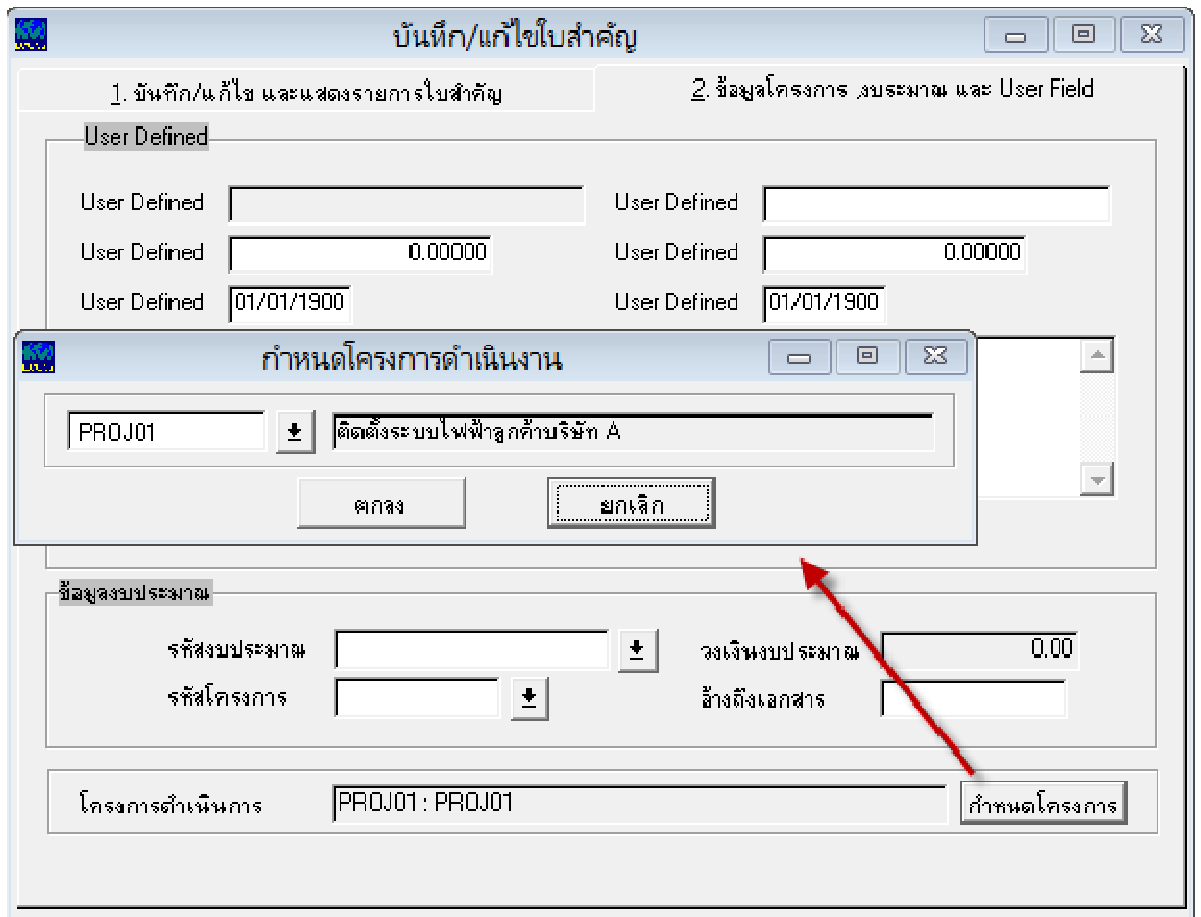 บันทึก/แก้ไขใบสำคัญ
1. บันทึก/แก้ไข และแสดงรายการใบสำคัญ
2. ข้อมูลโครงการ ,งบระมาณ และ User Field
User Defined
User Defined
User Defined
User Defined 0.00000
User Defined 0.00000
User Defined 01/01/1900
User Defined 01/01/1900
กำหนดโครงการดำเนินงาน
PROJ01
ติดตั้งระบบไฟฟ้าลูกค้าบริษัท A
ตกลง
ยกเลิก
ข้อมูลงบประมาณ
รหัสงบประมาณ
วงเงินงบประมาณ 0.00
รหัสโครงการ
อ้างถึงเอกสาร
โครงการดำเนินการ
PROJ01 : PROJ01
กำหนดโครงการ